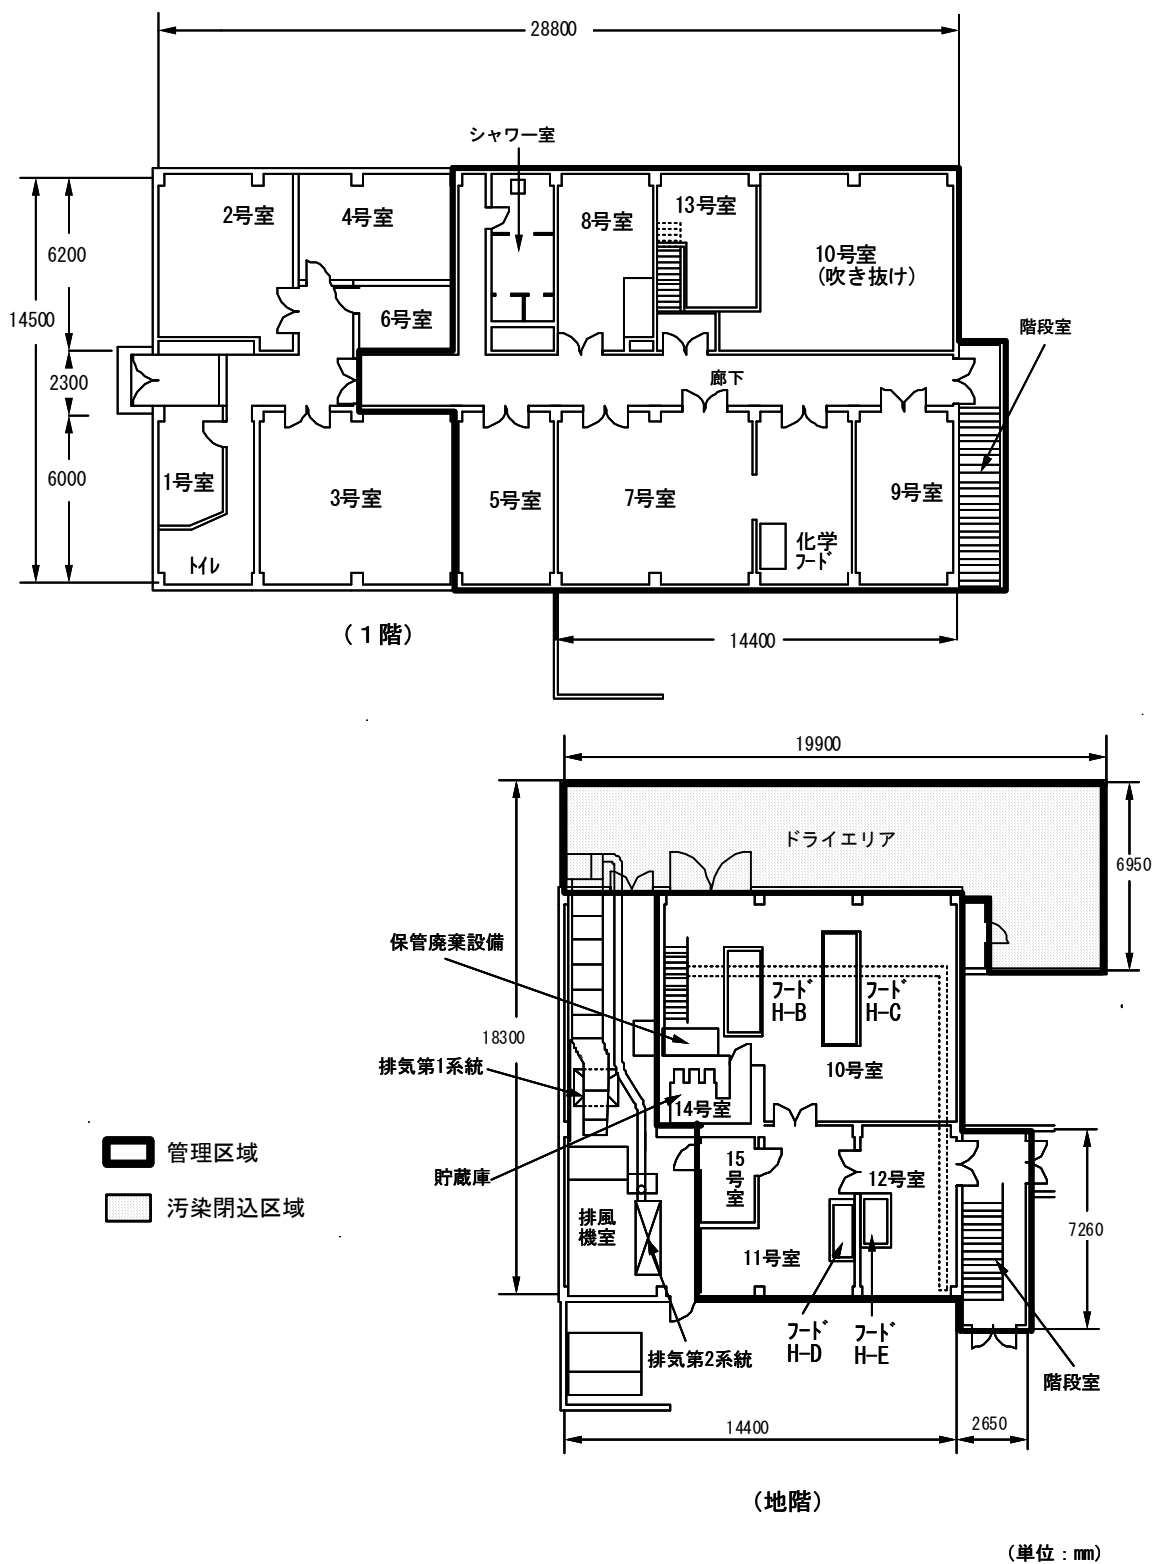 28800
シャワー室
2号室
4号室
8号室
13号室
10号室
(吹き抜け)
6200
14500
6号室
階段室
2300
廊下
6000
1号室
3号室
5号室
7号室
9号室
化学
フード
トイレ
(1階)
14400
19900
ドライエリア
6950
保管廃棄設備
フード
H-B
フード
H-C
18300
排気第1系統
10号室
14号室
管理区域
貯蔵庫
15
号
室
12号室
汚染閉込区域
排風
機室
7260
11号室
フード
H-D
フード
H-E
排気第2系統
階段室
14400
2650
(地階)
(単位:mm)